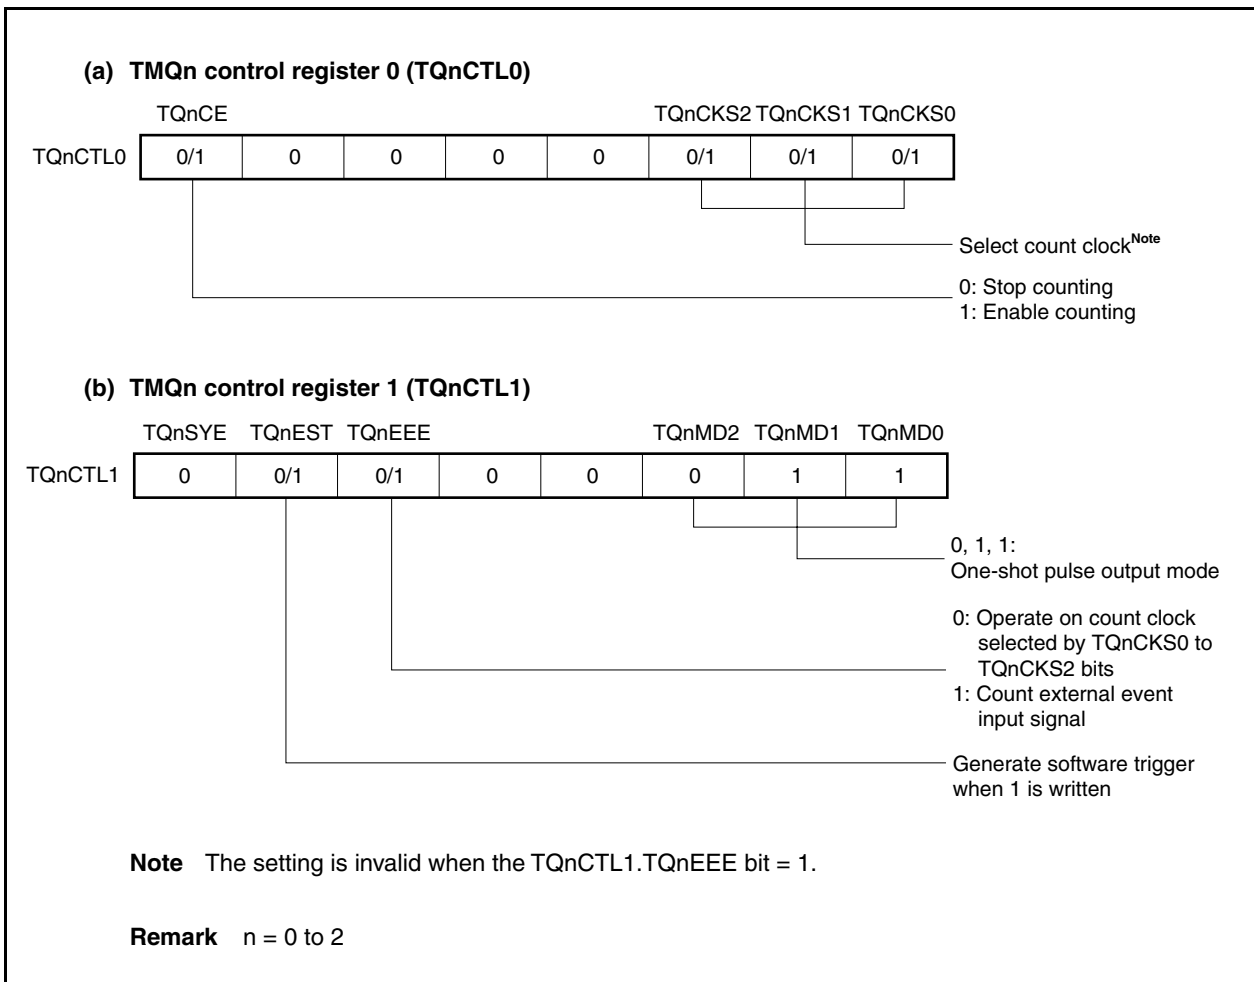 (a) TMQn control register 0 (TQnCTL0)
TQnCE TQnCKS2 TQnCKS1 TQnCKS0
TQnCTL0 0/1 0 0 0 0 0/1 0/1 0/1
Select count clockNote
0: Stop counting
1: Enable counting
(b) TMQn control register 1 (TQnCTL1)
TQnSYE TQnEST TQnEEE TQnMD2 TQnMD1 TQnMD0
TQnCTL1 0 0/1 0/1 0 0 0 1 1
0, 1, 1:
One-shot pulse output mode
0: Operate on count clock
selected by TQnCKS0 to
TQnCKS2 bits
1: Count external event
input signal
Generate software trigger
when 1 is written
Note The setting is invalid when the TQnCTL1.TQnEEE bit = 1.
Remark n = 0 to 2